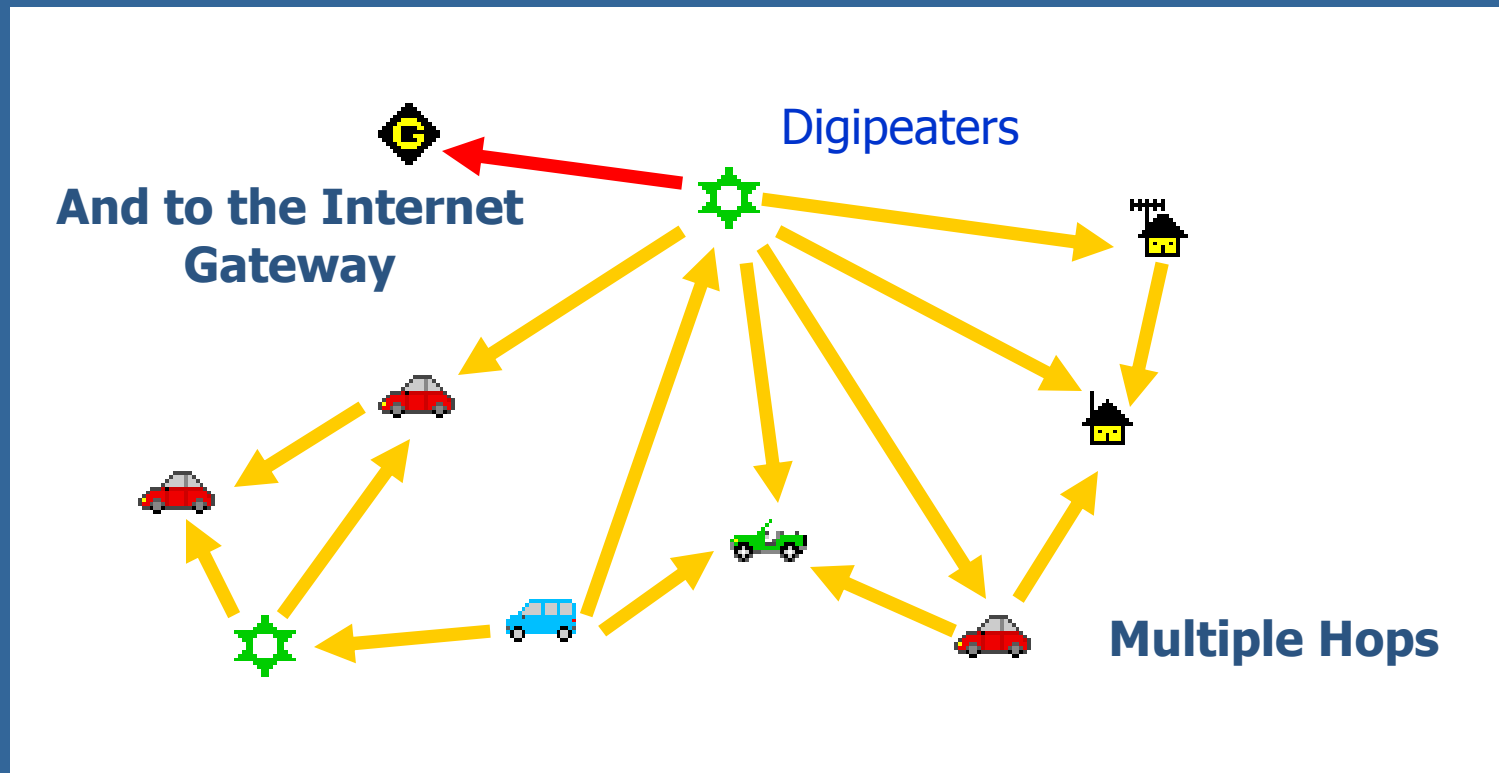 G
Digipeaters
And to the Internet
Gateway
Multiple Hops